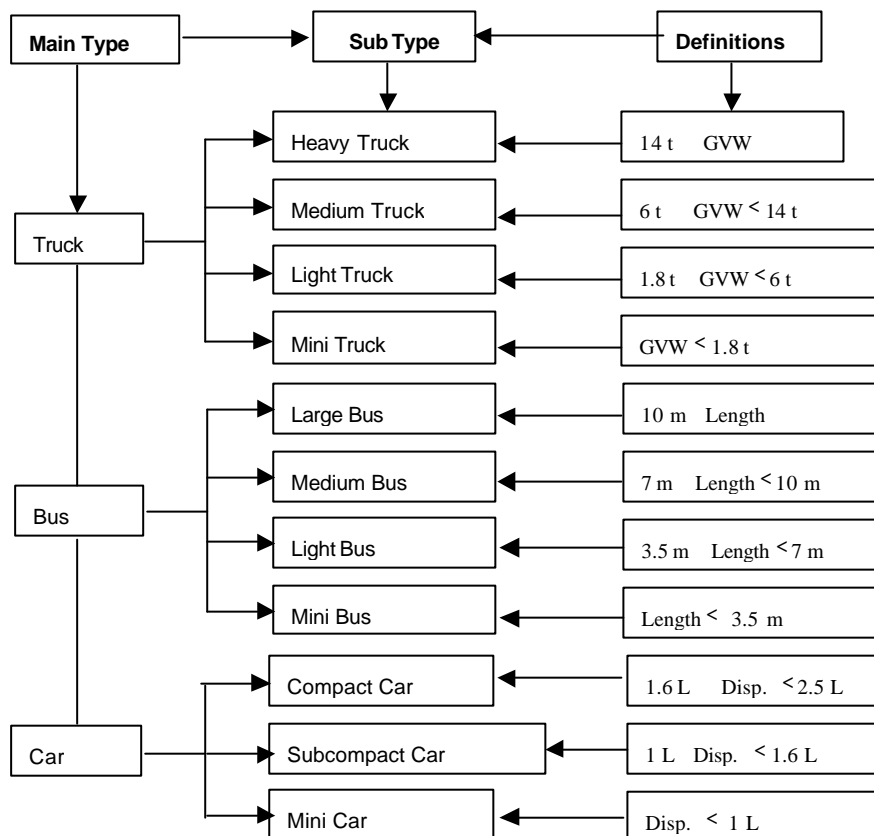 Main Type
Sub Type
Definitions
Heavy Truck
14 t GVW
Medium Truck
6 t GVW < 14 t
Truck
Light Truck
1.8 t GVW < 6 t
Mini Truck
GVW < 1.8 t
Large Bus
10 m Length
Medium Bus
7 m Length < 10 m
Bus
Light Bus
3.5 m Length < 7 m
Mini Bus
Length < 3.5 m
Compact Car
1.6 L Disp. < 2.5 L
Car
Subcompact Car
1 L Disp. < 1.6 L
Mini Car
Disp. < 1 L